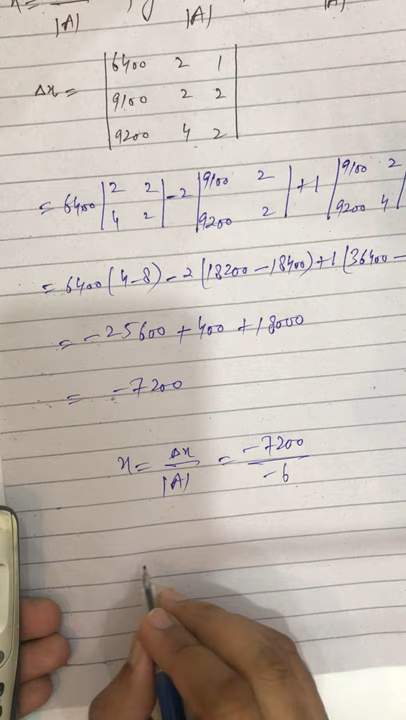 |A| |A| |A|
Δx = | 6400 2 1 |
| 9100 2 2 |
| 9200 4 2 |
= 6400 | 2 2 | - 2 | 9100 2 | + 1 | 9100 2
| 4 2 | | 9200 2 | | 9200 4
= 6400 (4-8) - 2 (18200 - 18400) + 1 (36400 -
= -25600 + 400 + 18000
= -7200
x = Δx / |A| = -7200 / -6